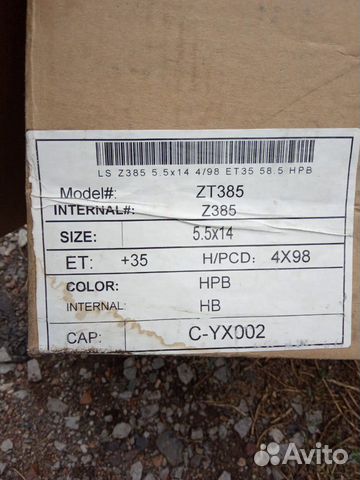 LS Z385 5.5x14 4/98 ET35 58.5 HPB
Model#: ZT385
INTERNAL#: Z385
SIZE: 5.5x14
ET: +35 H/PCD: 4X98
COLOR: HPB
INTERNAL: HB
CAP: C-YX002
Avito